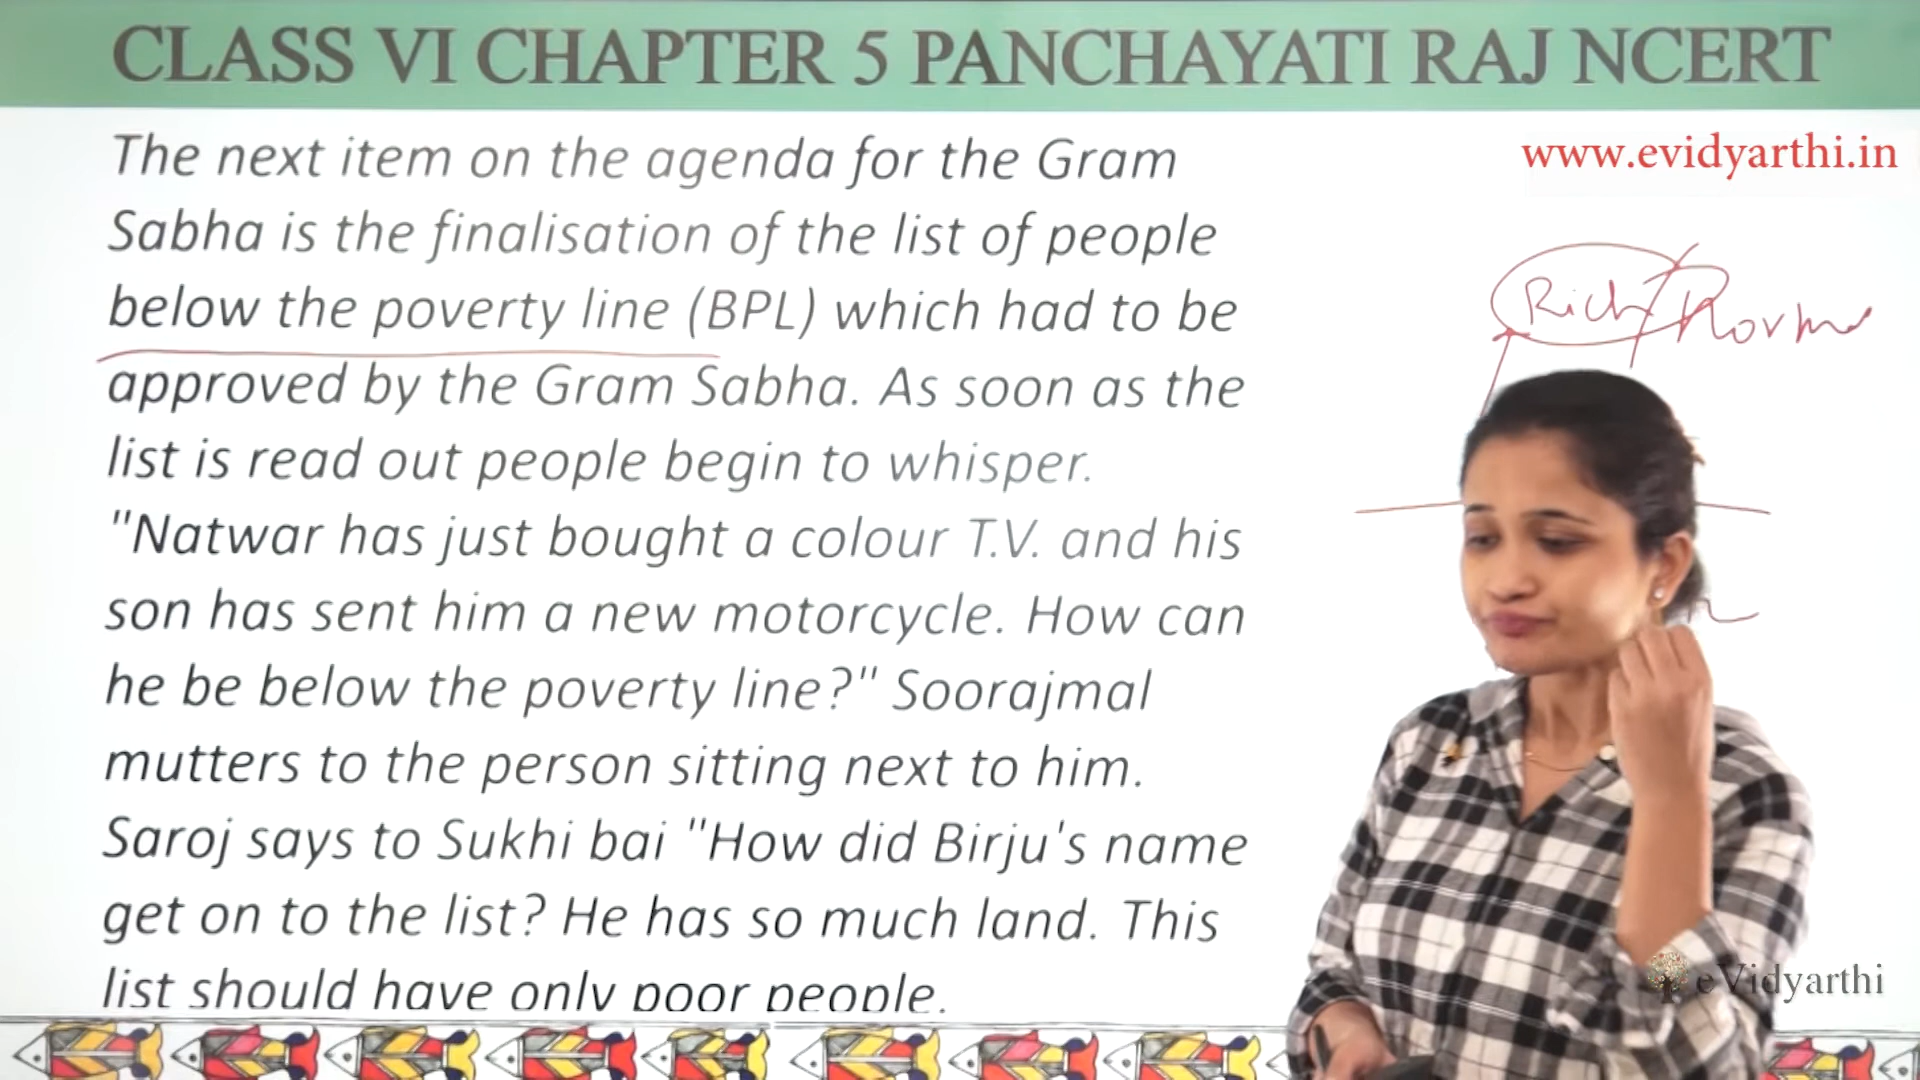 CLASS VI CHAPTER 5 PANCHAYATI RAJ NCERT
www.evidyarthi.in
The next item on the agenda for the Gram
Sabha is the finalisation of the list of people
below the poverty line (BPL) which had to be
approved by the Gram Sabha. As soon as the
list is read out people begin to whisper.
"Natwar has just bought a colour T.V. and his
son has sent him a new motorcycle. How can
he be below the poverty line?" Soorajmal
mutters to the person sitting next to him.
Saroj says to Sukhi bai "How did Birju's name
get on to the list? He has so much land. This
list should have only poor people.
Rich
eVidyarthi